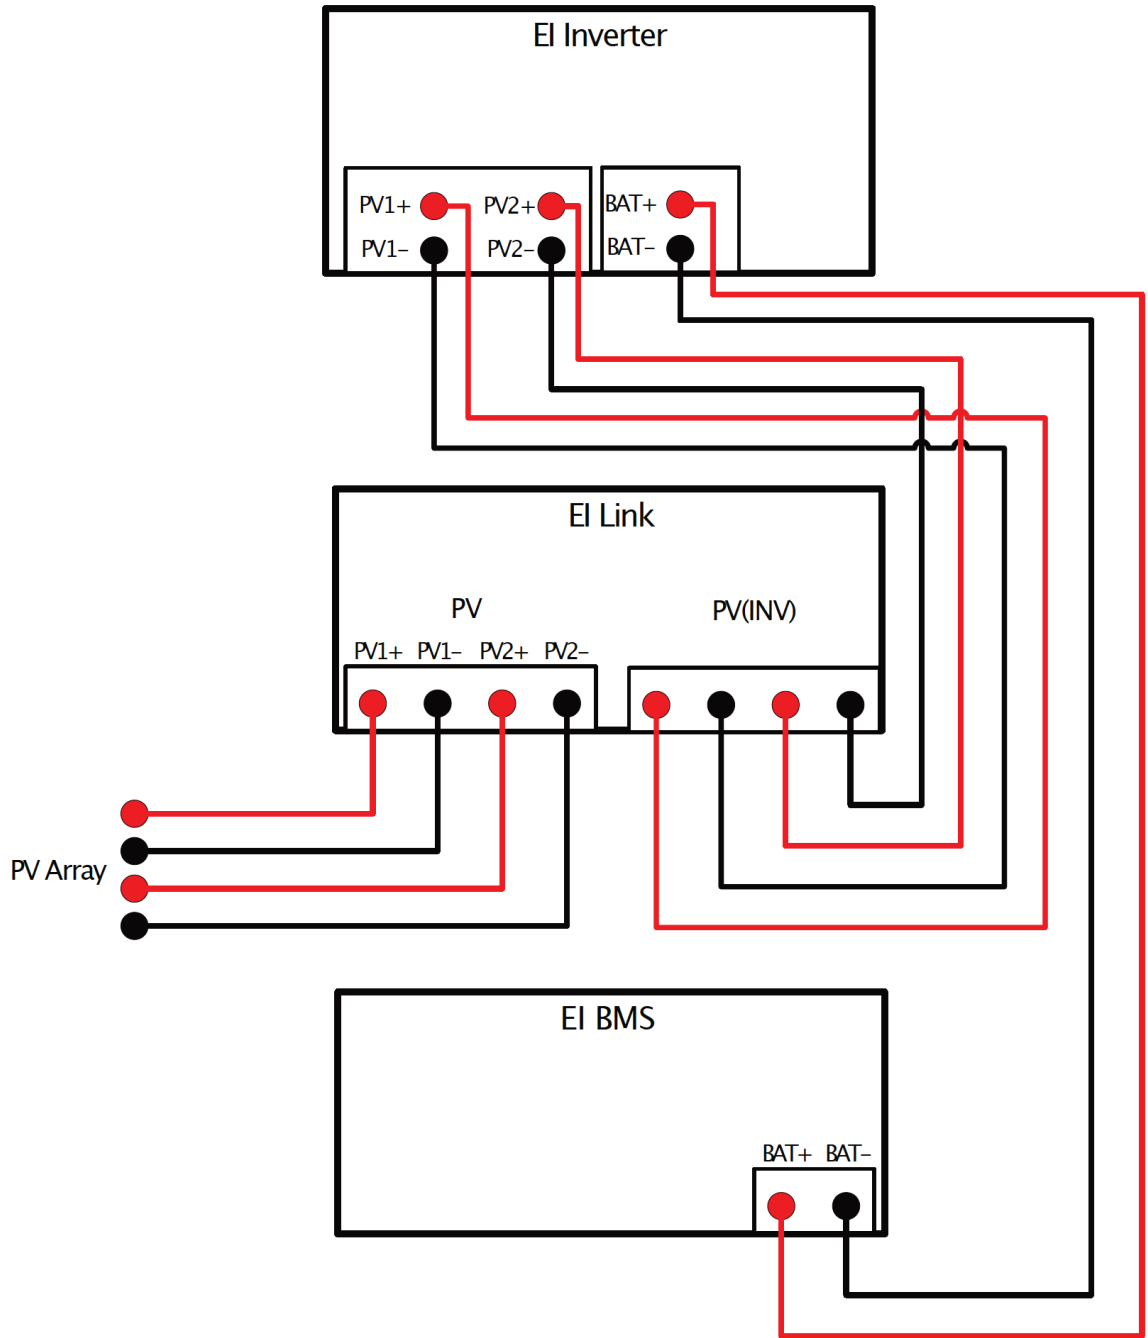 EI Inverter
PV1+ PV2+ BAT+
PV1– PV2– BAT–
EI Link
PV PV(INV)
PV1+ PV1– PV2+ PV2–
PV Array
EI BMS
BAT+ BAT–